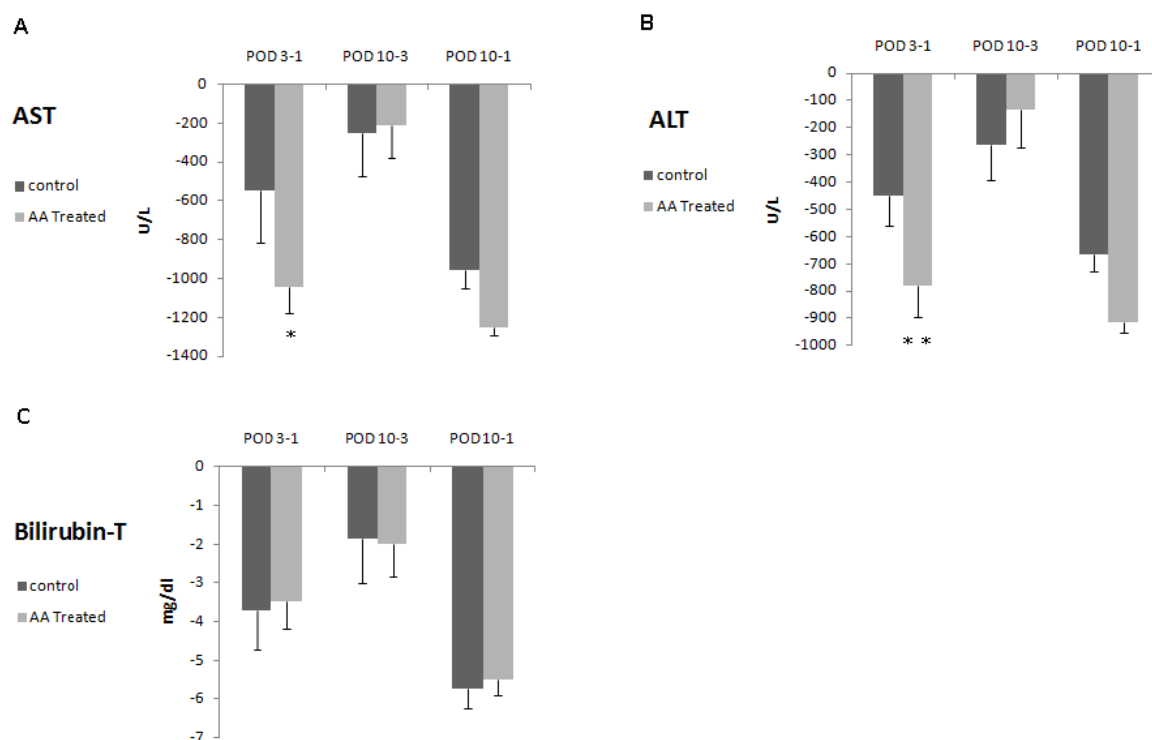 A
POD 3-1 POD 10-3 POD 10-1
AST
control
AA Treated
U/L
0
-200
-400
-600
-800
-1000
-1200
-1400
*
B
POD 3-1 POD 10-3 POD 10-1
ALT
control
AA Treated
U/L
0
-100
-200
-300
-400
-500
-600
-700
-800
-900
-1000
* *
C
POD 3-1 POD 10-3 POD 10-1
Bilirubin-T
control
AA Treated
mg/dl
0
-1
-2
-3
-4
-5
-6
-7